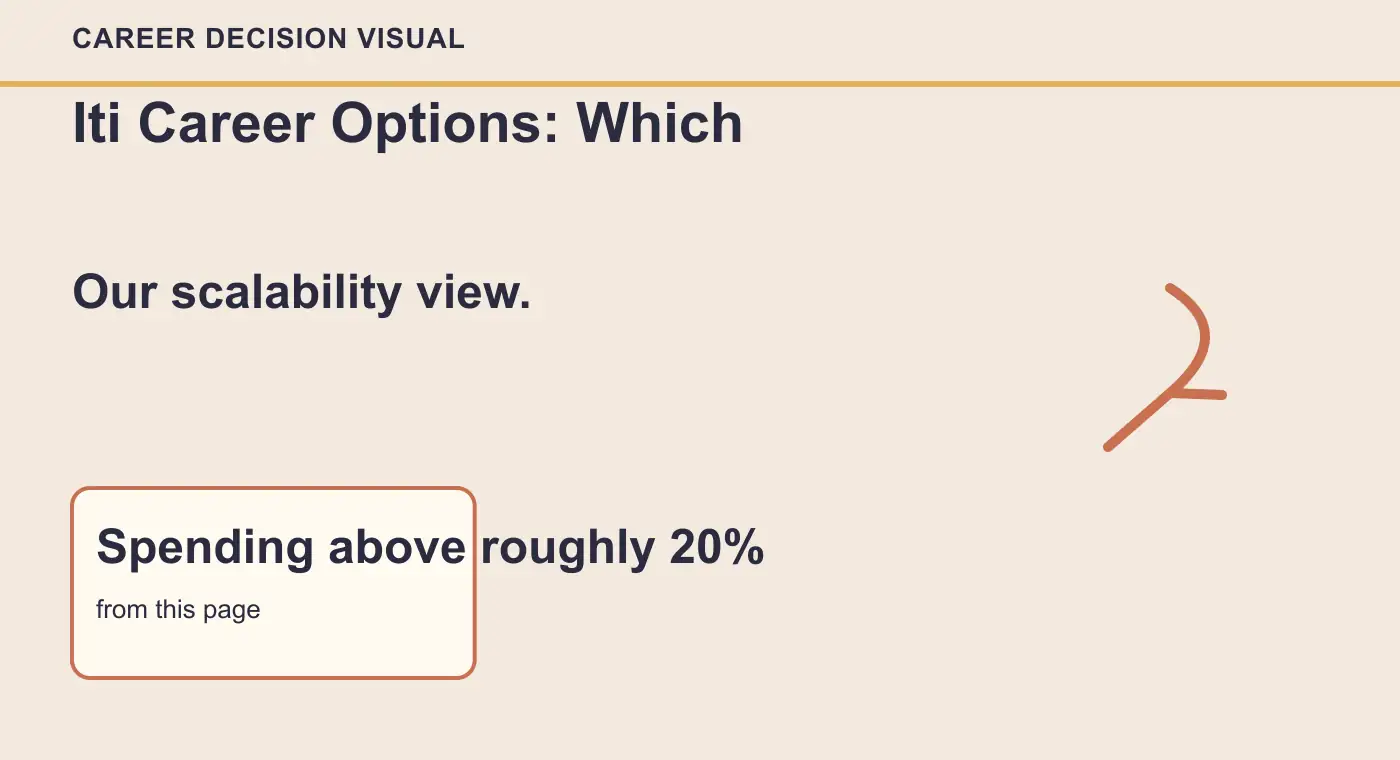 CAREER DECISION VISUAL
Iti Career Options: Which
Our scalability view.
Spending above roughly 20%
from this page